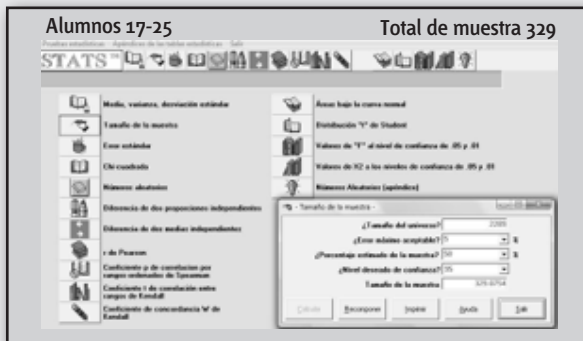 Alumnos 17-25
Total de muestra 329
Pruebas estadísticas Apéndices de las tablas estadísticas Salir
STATS™
Media, varianza, desviación estándar
Tamaño de la muestra
Error estándar
Chi cuadrada
Números aleatorios
Diferencia de dos proporciones independientes
Diferencia de dos medias independientes
r de Pearson
Coeficiente p de correlacion por
rangos ordenados de Spearman
Coeficiente t de correlación entre
rangos de Kendall
Coeficiente de concordancia W de
Kendall
Áreas bajo la curva normal
Distribución "t" de Student
Valores de "F" al nivel de confianza de .05 y .01
Valores de X2 a los niveles de confianza de .05 y .01
Números Aleatorios (apéndice)
- Tamaño de la muestra -
¿Tamaño del universo? 2205
¿Error máximo aceptable? 5 %
¿Porcentaje estimado de la muestra? 50 %
¿Nivel deseado de confianza? 95
Tamaño de la muestra 329.0754
Cálculo Recomponer Imprimir Ayuda Salir